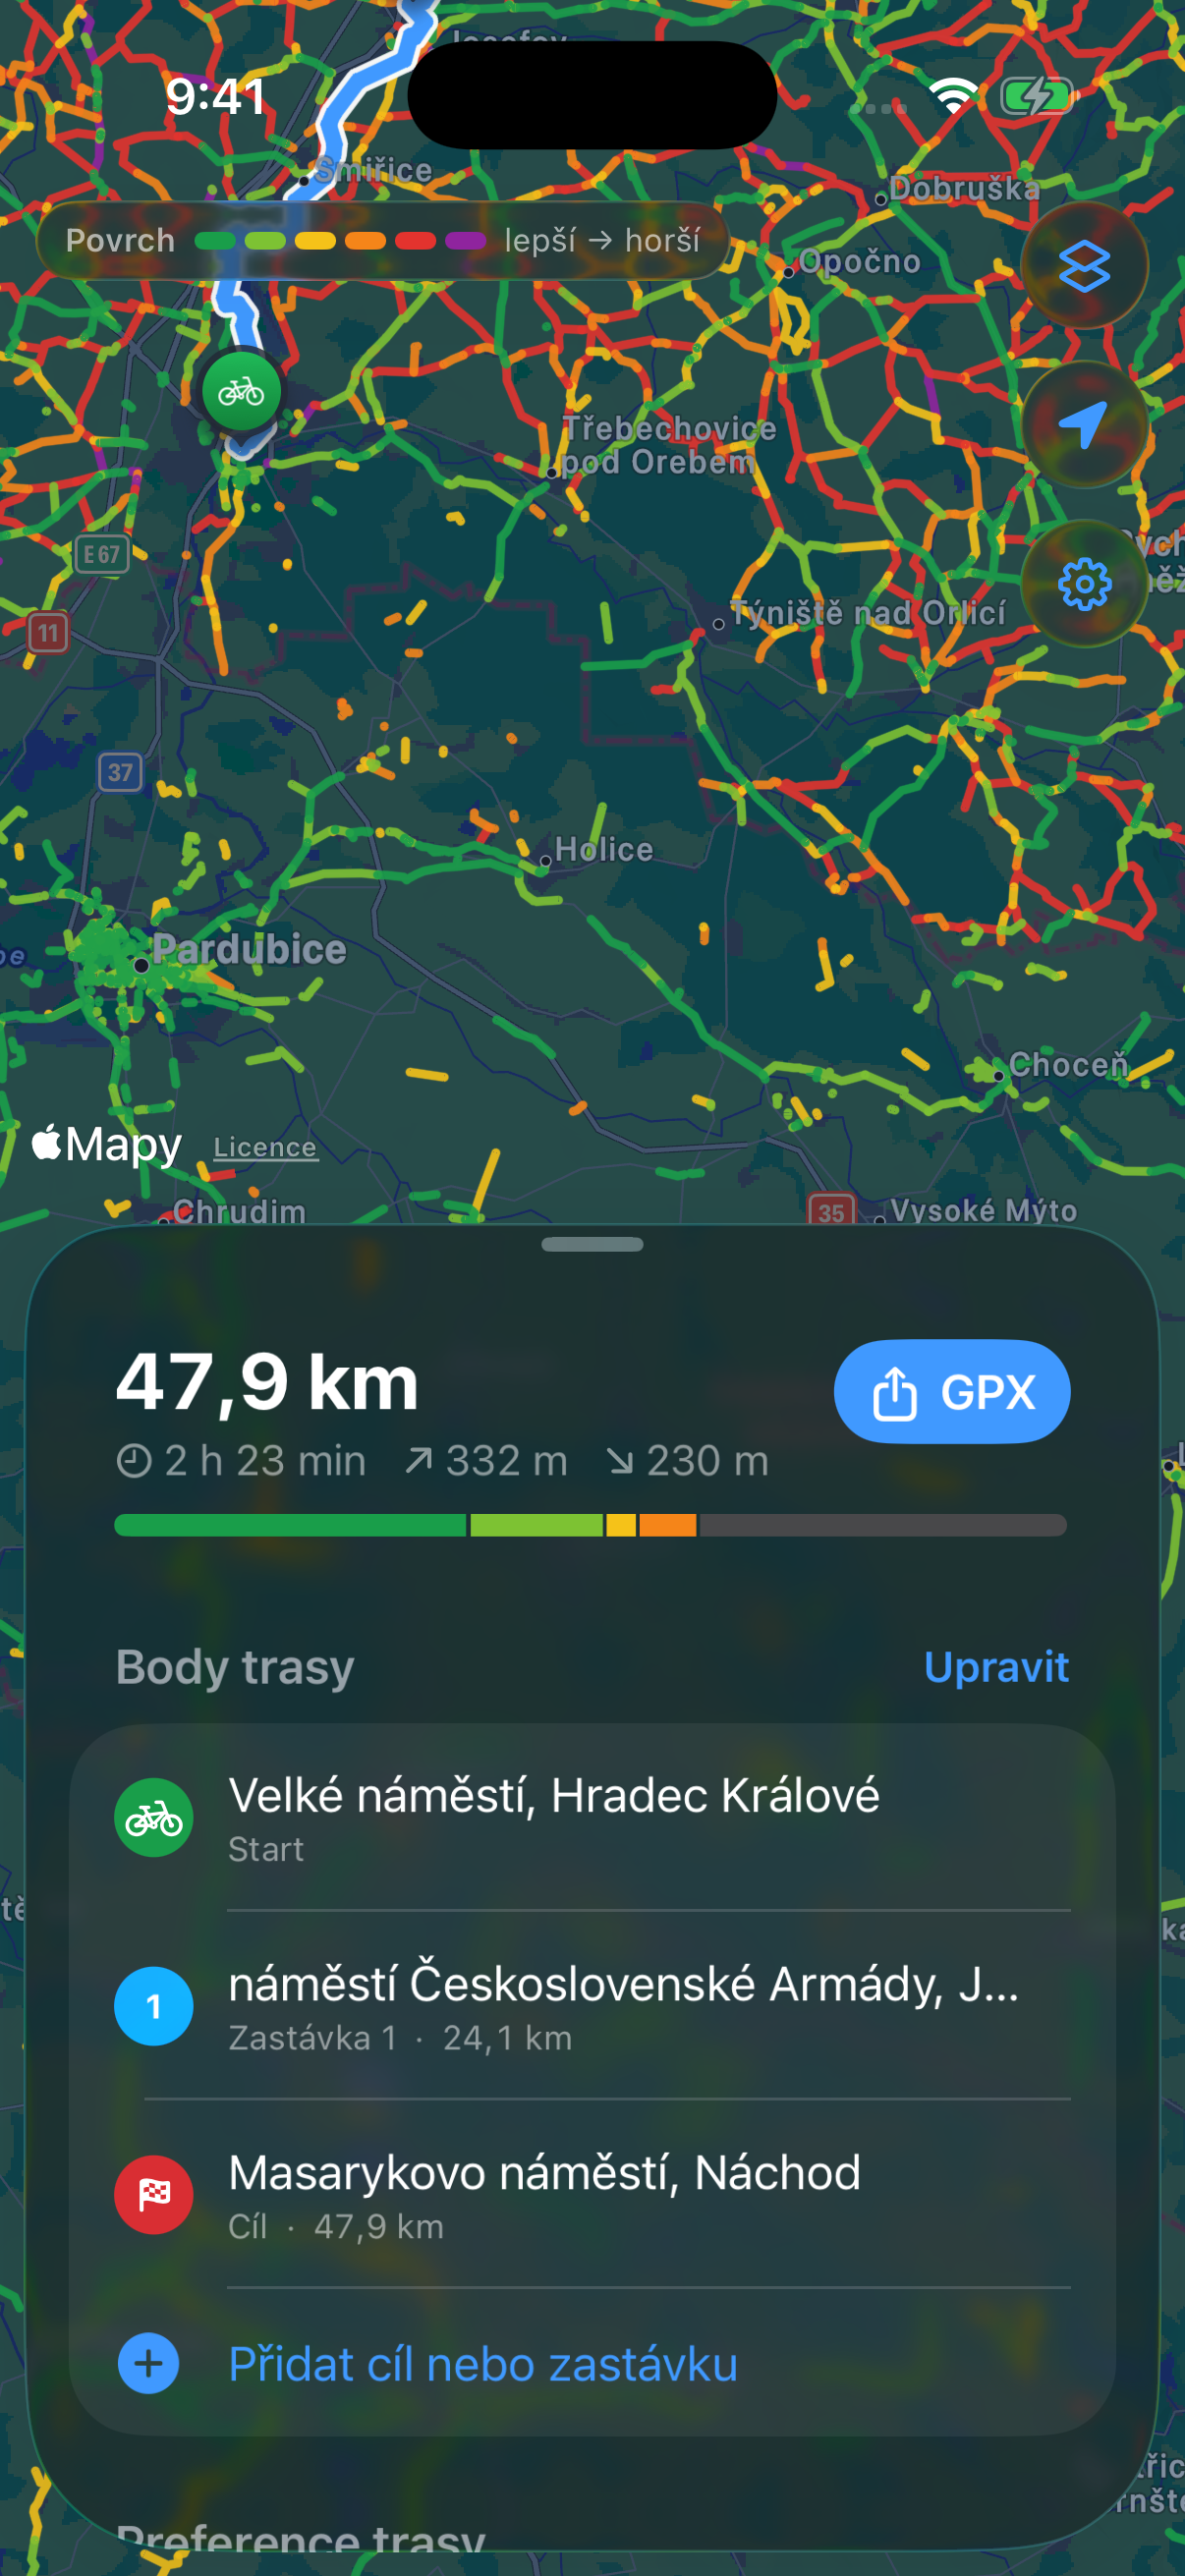 9:41
Smiřice
Dobruška
Povrch lepší → horší
Opočno
Třebechovice
pod Orebem
E 67
Týniště nad Orlicí
11
37
Holice
Pardubice
Choceň
Mapy Licence
Chrudim
35
Vysoké Mýto
47,9 km
GPX
2 h 23 min 332 m 230 m
Body trasy
Upravit
Velké náměstí, Hradec Králové
Start
1
náměstí Československé Armády, J...
Zastávka 1 · 24,1 km
Masarykovo náměstí, Náchod
Cíl · 47,9 km
Přidat cíl nebo zastávku
Preference trasy